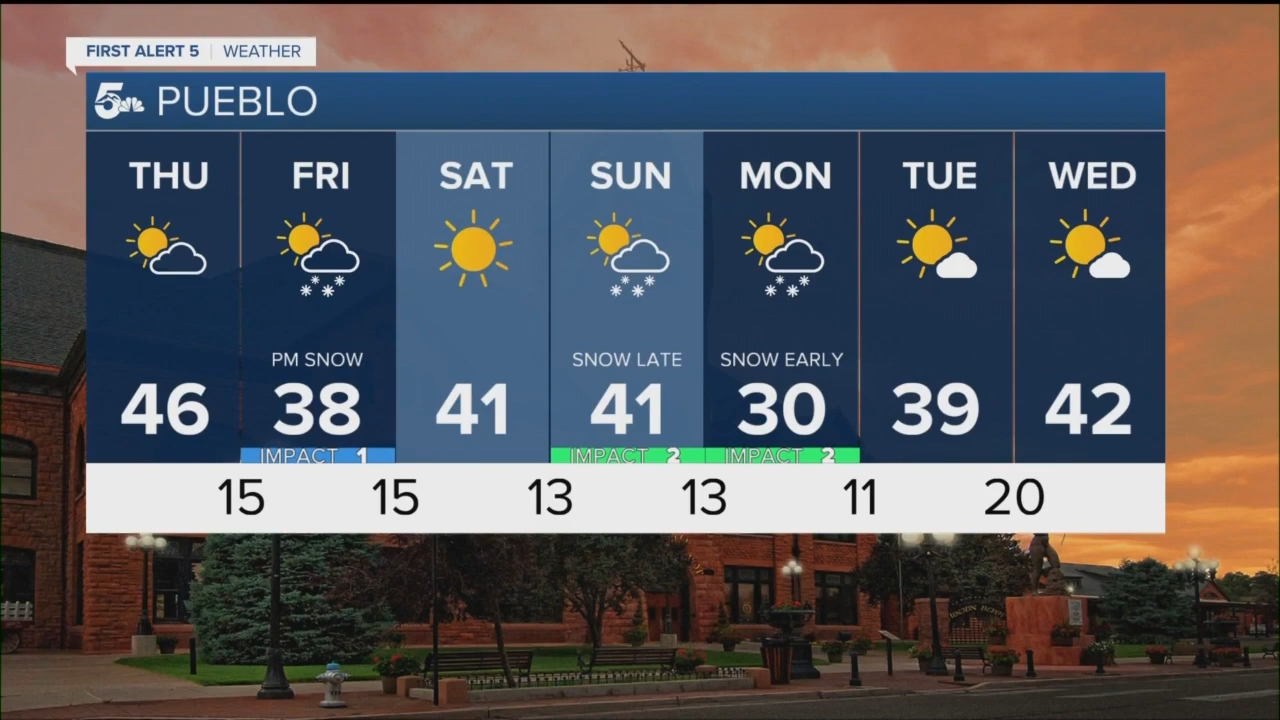 FIRST ALERT 5 | WEATHER
5 PUEBLO
THU FRI SAT SUN MON TUE WED
PM SNOW SNOW LATE SNOW EARLY
46 38 41 41 30 39 42
IMPACT 1 IMPACT 2 IMPACT 2
15 15 13 13 11 20